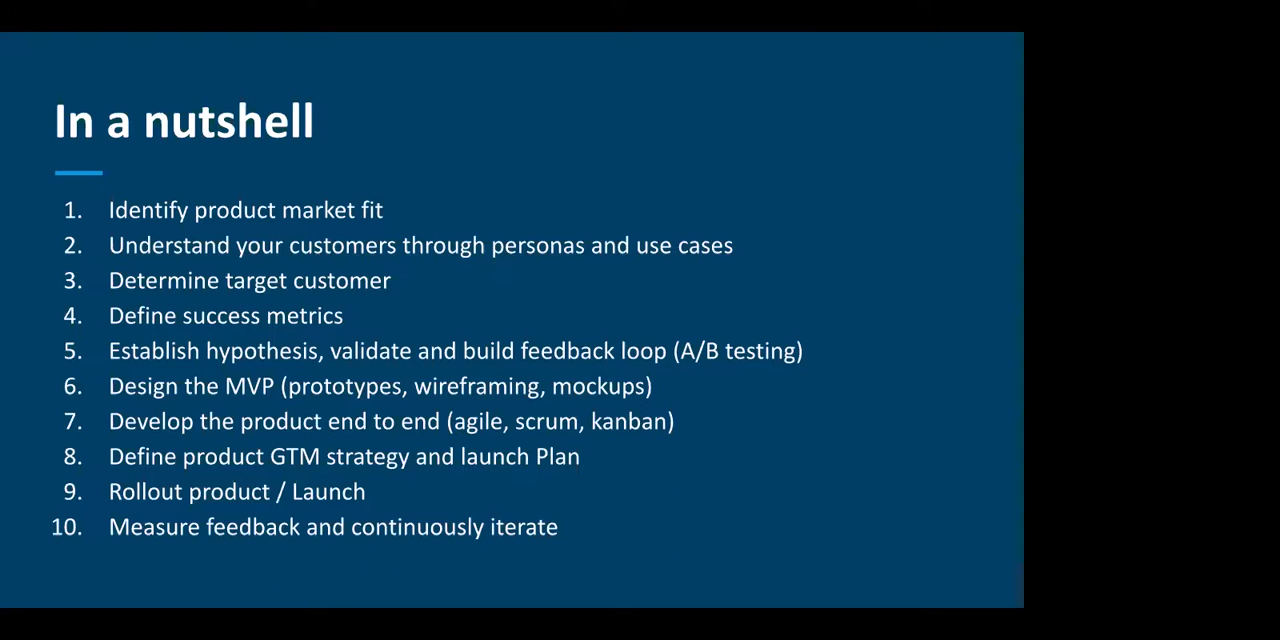 In a nutshell
1. Identify product market fit
2. Understand your customers through personas and use cases
3. Determine target customer
4. Define success metrics
5. Establish hypothesis, validate and build feedback loop (A/B testing)
6. Design the MVP (prototypes, wireframing, mockups)
7. Develop the product end to end (agile, scrum, kanban)
8. Define product GTM strategy and launch Plan
9. Rollout product / Launch
10. Measure feedback and continuously iterate